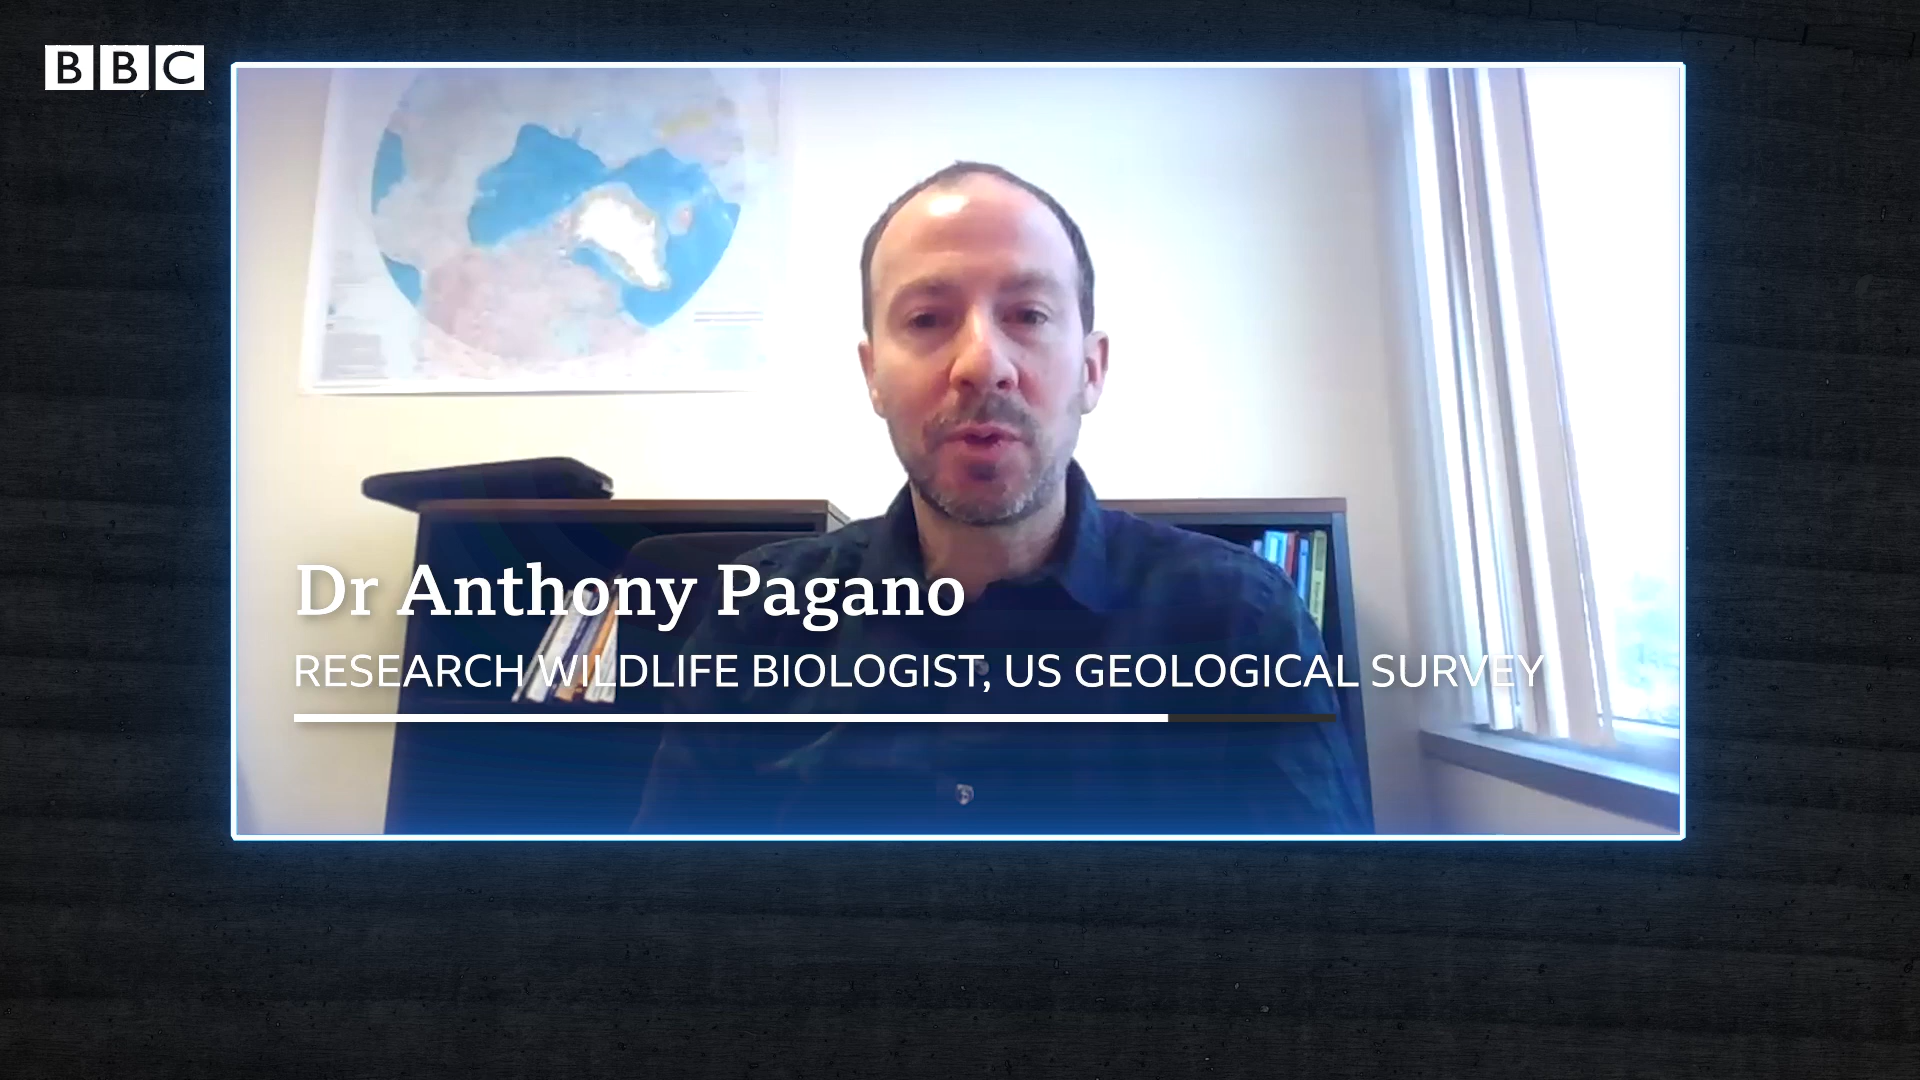 BBC
Dr Anthony Pagano
RESEARCH WILDLIFE BIOLOGIST, US GEOLOGICAL SURVEY